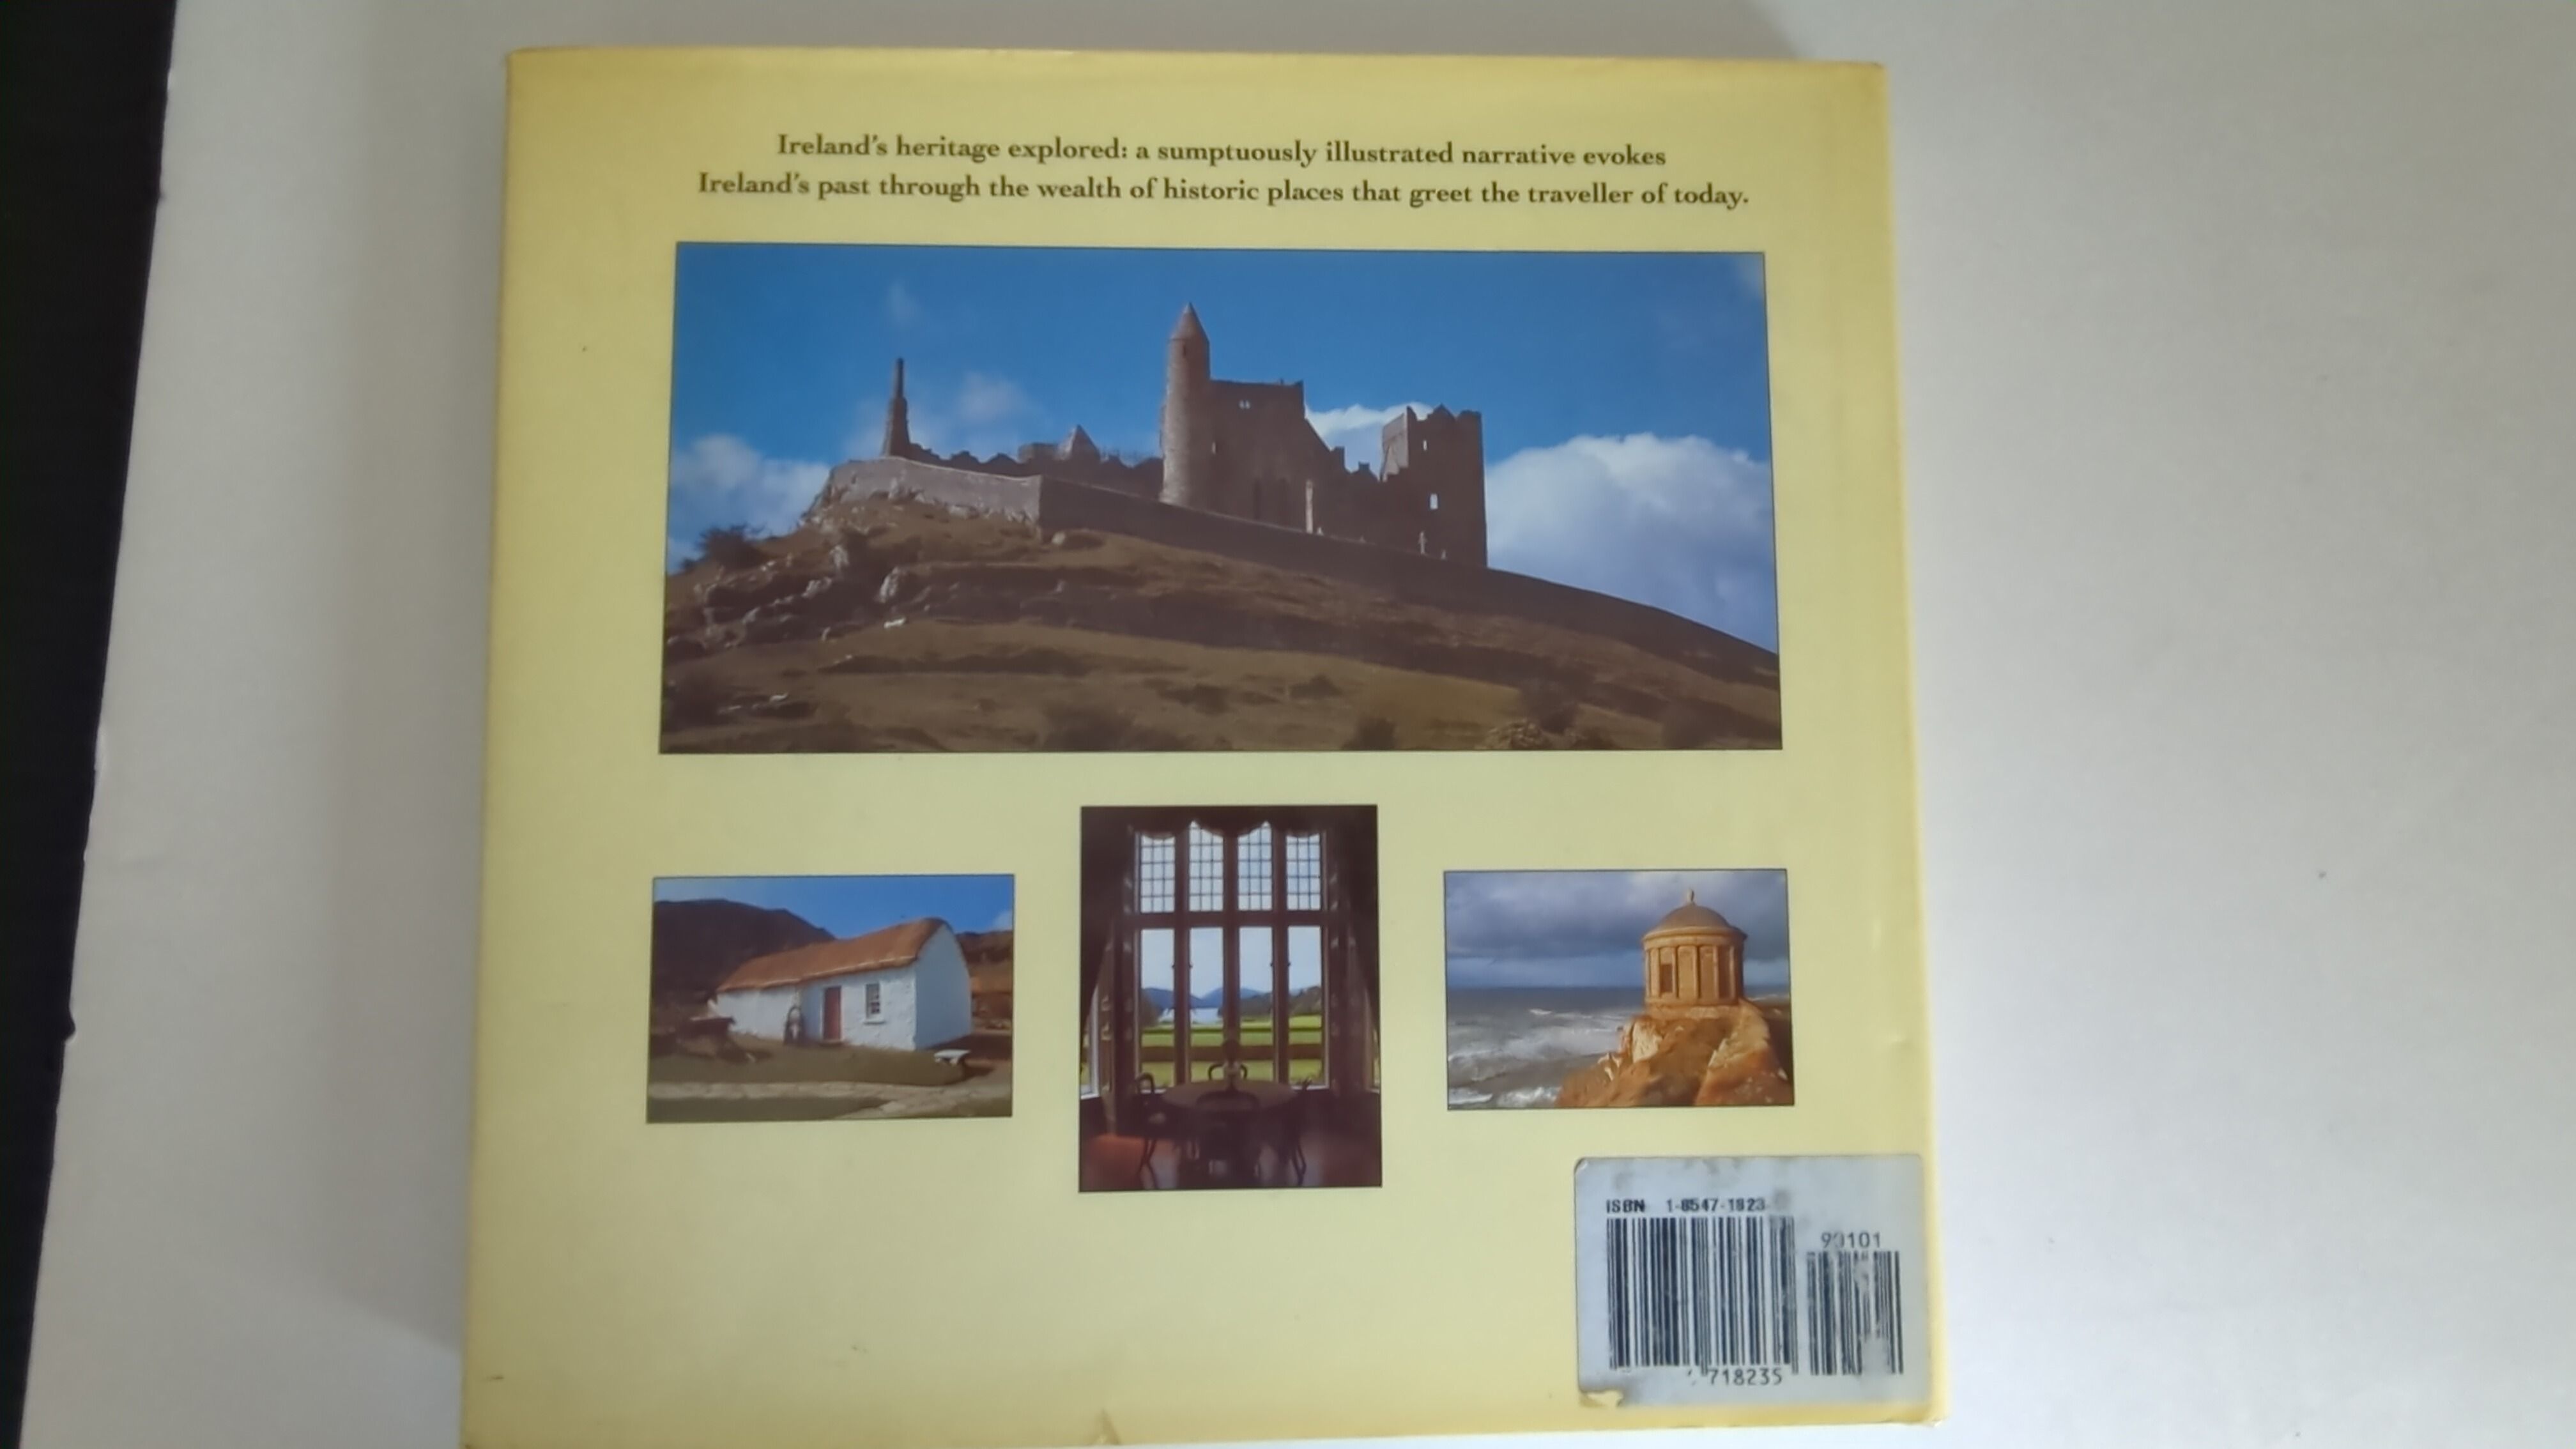 Ireland's heritage explored: a sumptuously illustrated narrative evokes
Ireland's past through the wealth of historic places that greet the traveller of today.
ISBN 1-8547-1823-
90101
718235